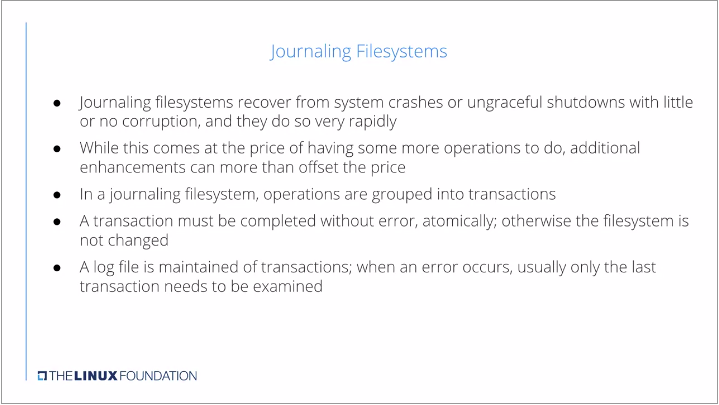 Journaling Filesystems
● Journaling filesystems recover from system crashes or ungraceful shutdowns with little
or no corruption, and they do so very rapidly
● While this comes at the price of having some more operations to do, additional
enhancements can more than offset the price
● In a journaling filesystem, operations are grouped into transactions
● A transaction must be completed without error, atomically; otherwise the filesystem is
not changed
● A log file is maintained of transactions; when an error occurs, usually only the last
transaction needs to be examined
THE LINUX FOUNDATION